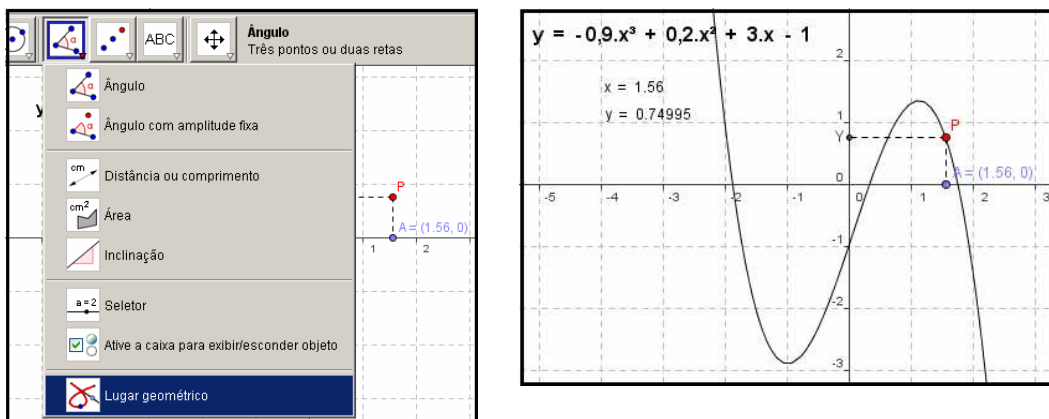 ABC
Ângulo
Três pontos ou duas retas
α Ângulo
α Ângulo com amplitude fixa
cm Distância ou comprimento
cm² Área
Inclinação
a = 2 Seletor
Ative a caixa para exibir/esconder objeto
Lugar geométrico
y
P
A = (1.56, 0)
1 2
y = -0,9.x³ + 0,2.x² + 3.x - 1
x = 1.56
y = 0.74995
2
1
Y
P
A = (1.56, 0)
0
-5 -4 -3 -2 -1 0 1 2 3
-1
-2
-3